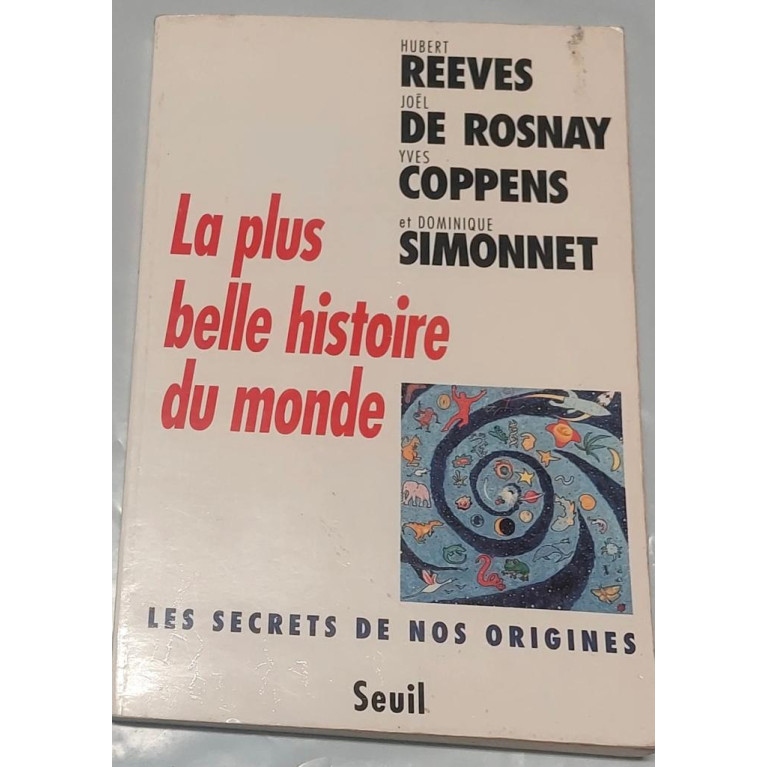 HUBERT
REEVES
JOËL
DE ROSNAY
YVES
COPPENS
et DOMINIQUE
SIMONNET
La plus
belle histoire
du monde
LES SECRETS DE NOS ORIGINES
Seuil